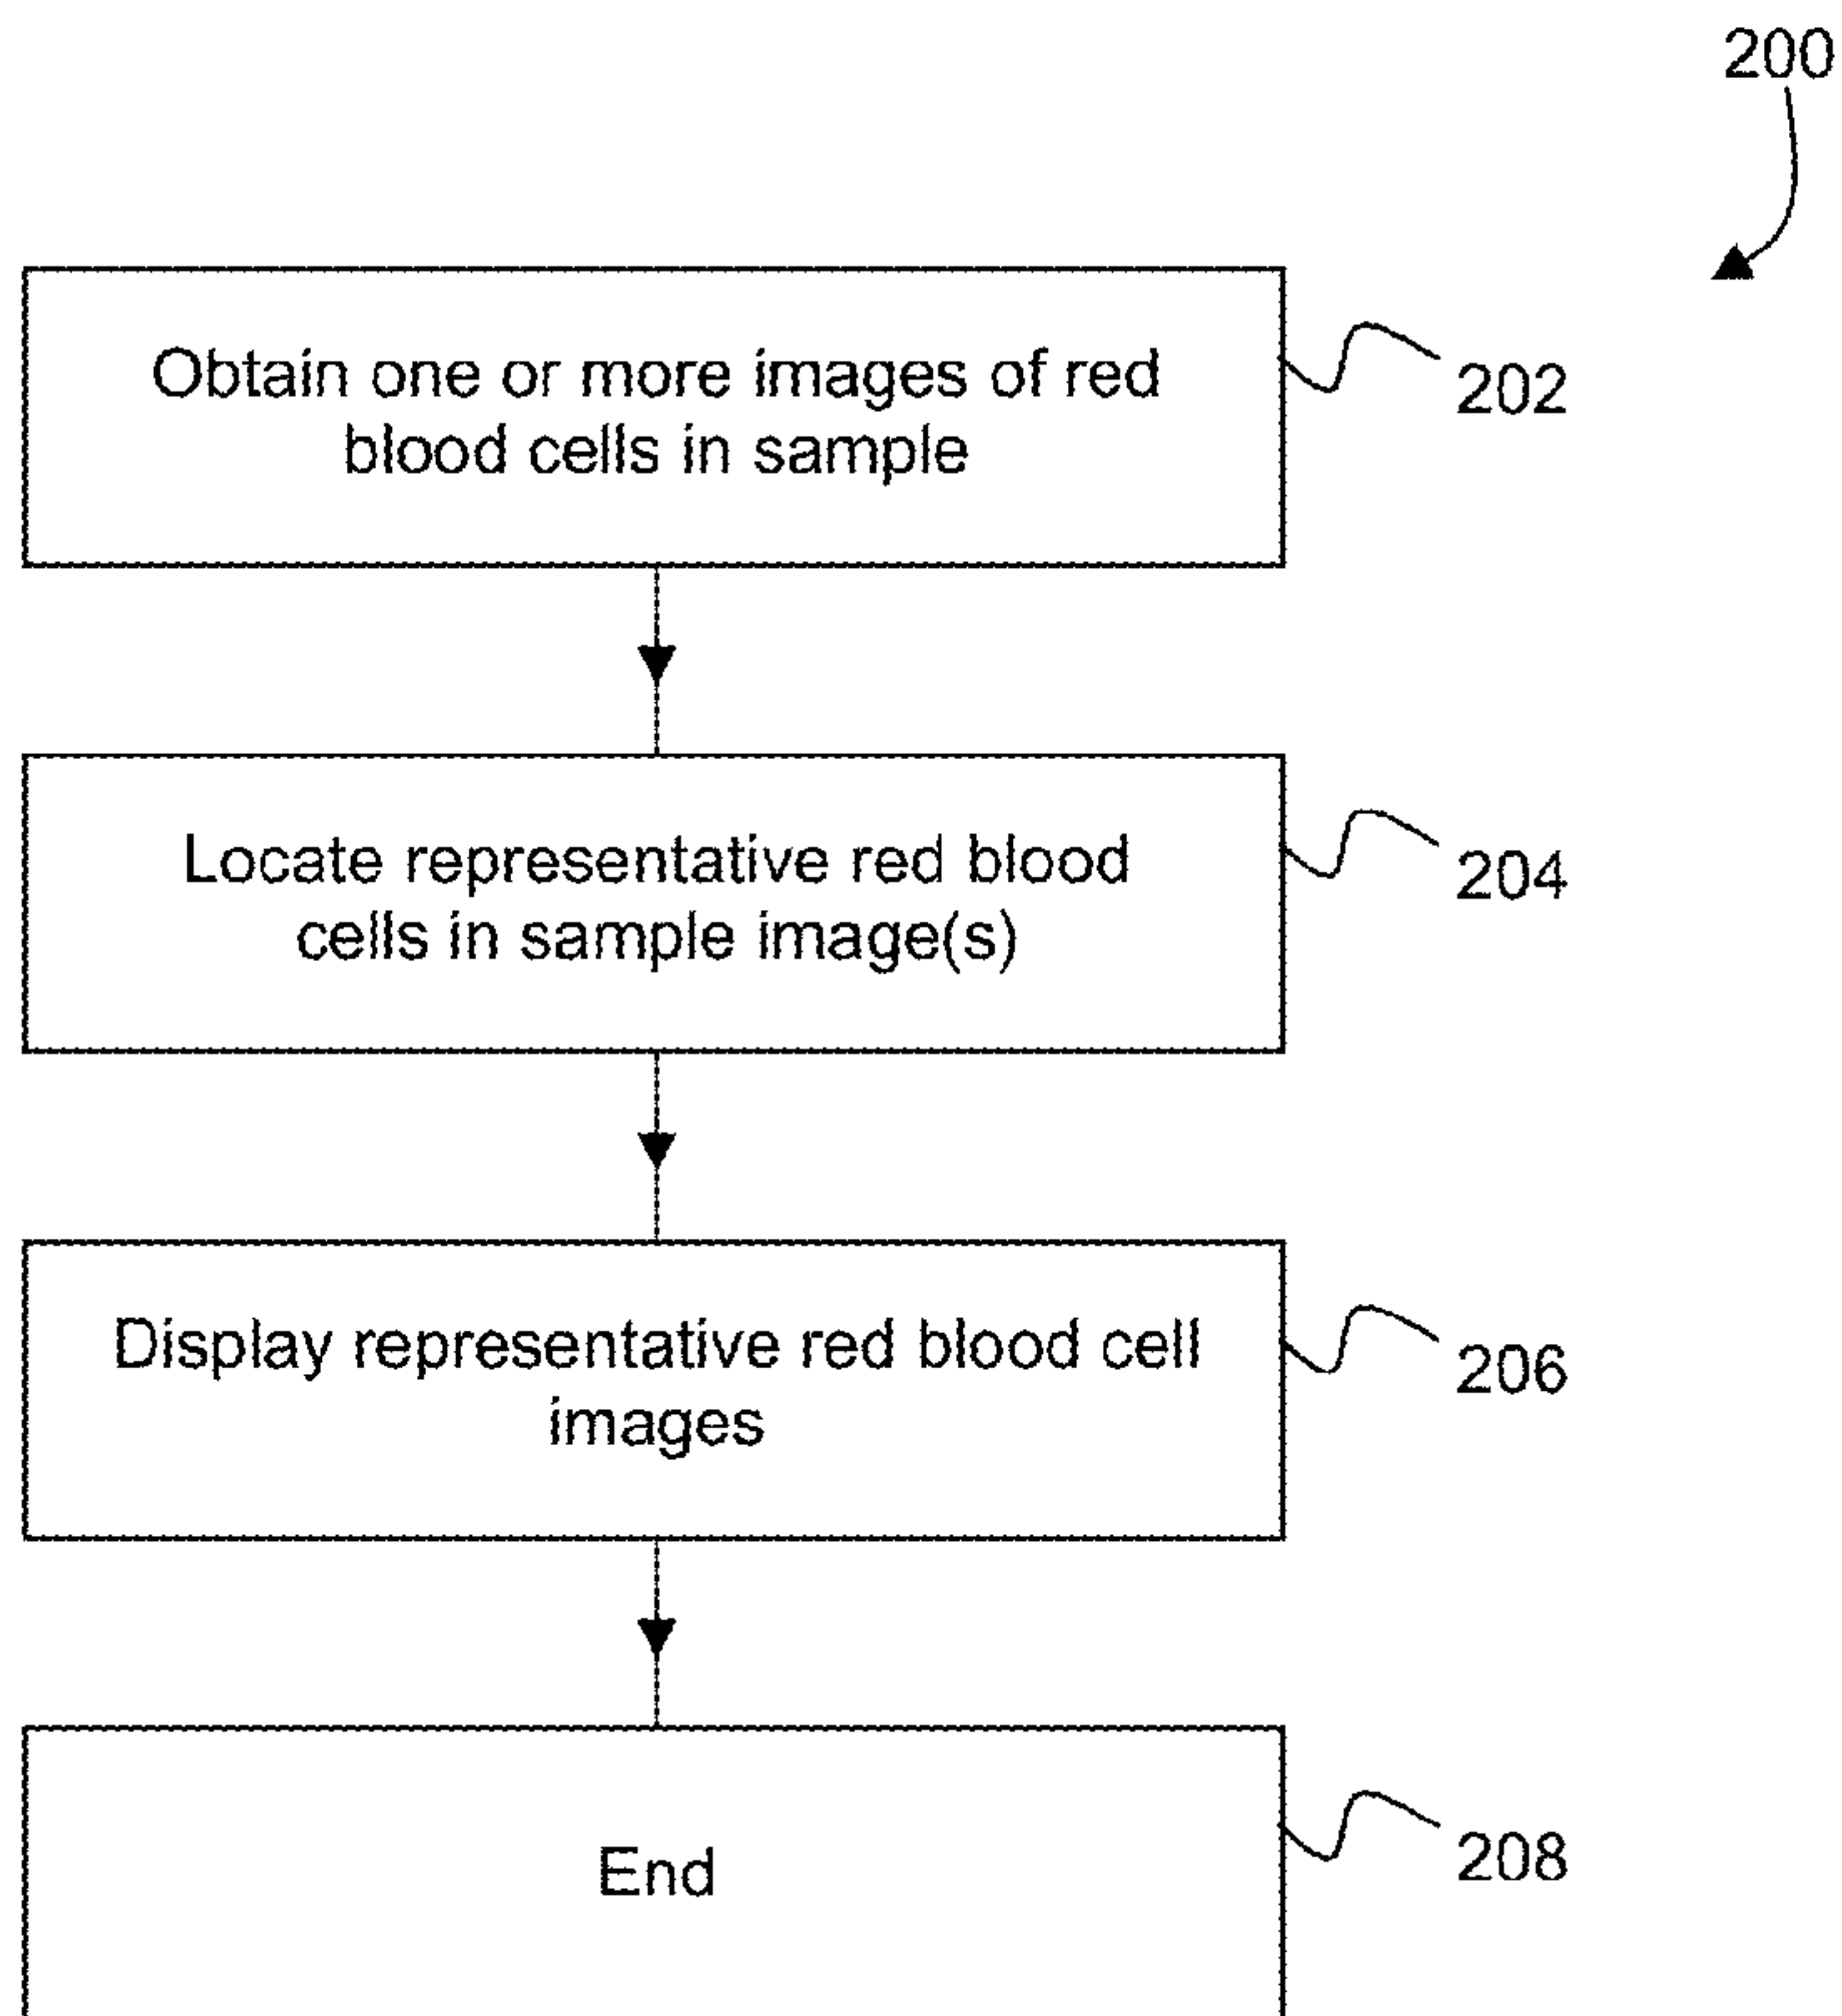 200
Obtain one or more images of red
blood cells in sample
202
Locate representative red blood
cells in sample image(s)
204
Display representative red blood cell
images
206
End
208